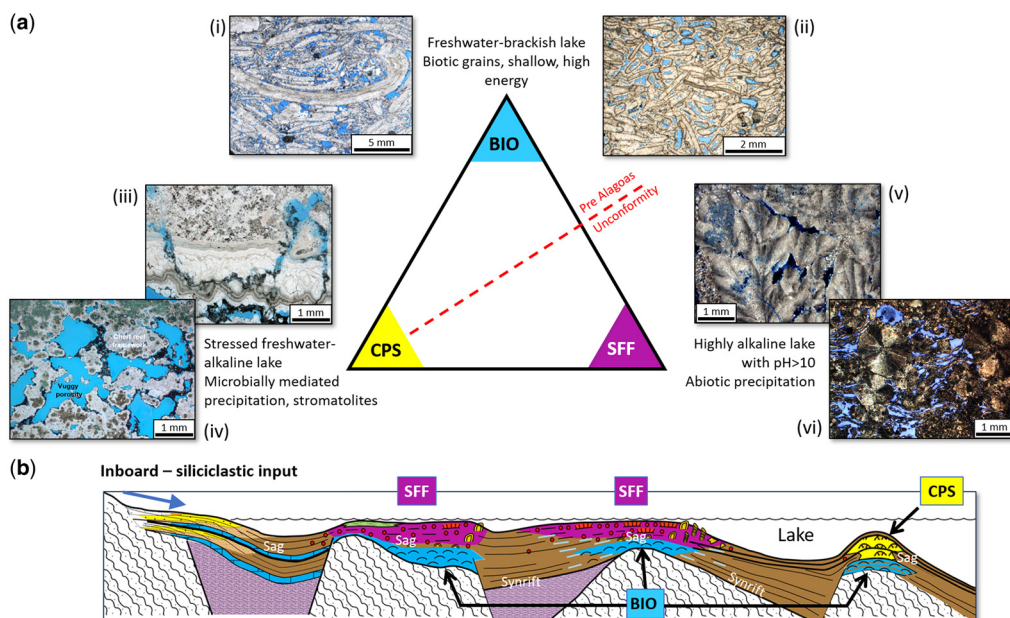 (a)
(i)
5 mm
Freshwater-brackish lake
Biotic grains, shallow, high
energy
(ii)
2 mm
BIO
Pre Alagoas
Unconformity
(iii)
1 mm
(v)
1 mm
CPS
SFF
Chert reef
framework
Vuggy
porosity
1 mm
(iv)
Stressed freshwater-
alkaline lake
Microbially mediated
precipitation, stromatolites
Highly alkaline lake
with pH>10
Abiotic precipitation
1 mm
(vi)
(b)
Inboard – siliciclastic input
SFF
SFF
CPS
Sag
Sag
Sag
Lake
Sag
Synrift
Synrift
BIO